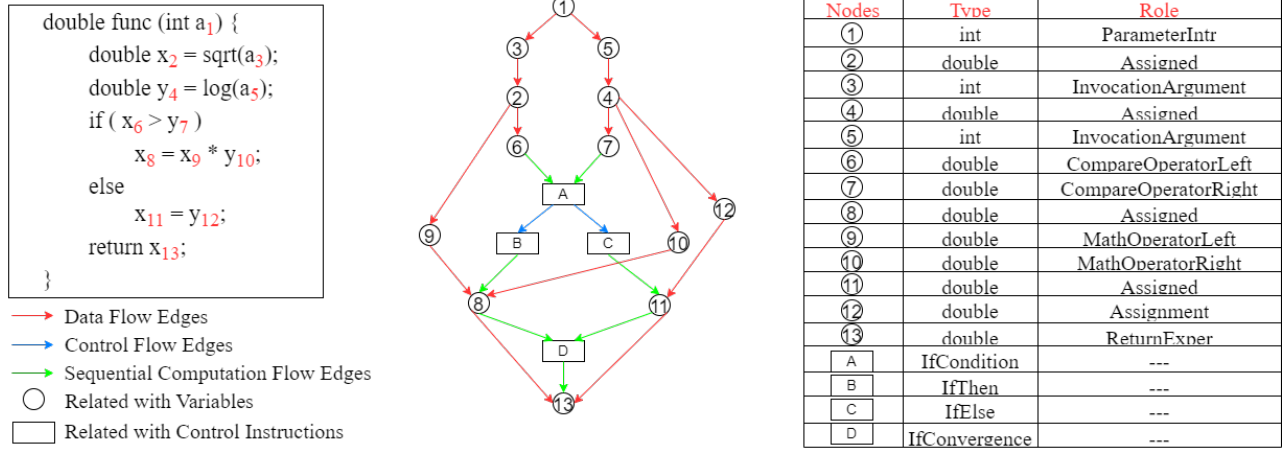 double func (int a1) {
double x2 = sqrt(a3);
double y4 = log(a5);
if ( x6 > y7 )
x8 = x9 * y10;
else
x11 = y12;
return x13;
}
Data Flow Edges
Control Flow Edges
Sequential Computation Flow Edges
Related with Variables
Related with Control Instructions
1
3 5
2 4
6 7
A
12
9 B C 10
8 11
D
13
Nodes Type Role
1 int ParameterIntr
2 double Assigned
3 int InvocationArgument
4 double Assigned
5 int InvocationArgument
6 double CompareOperatorLeft
7 double CompareOperatorRight
8 double Assigned
9 double MathOperatorLeft
10 double MathOperatorRight
11 double Assigned
12 double Assignment
13 double ReturnExper
A IfCondition ---
B IfThen ---
C IfElse ---
D IfConvergence ---